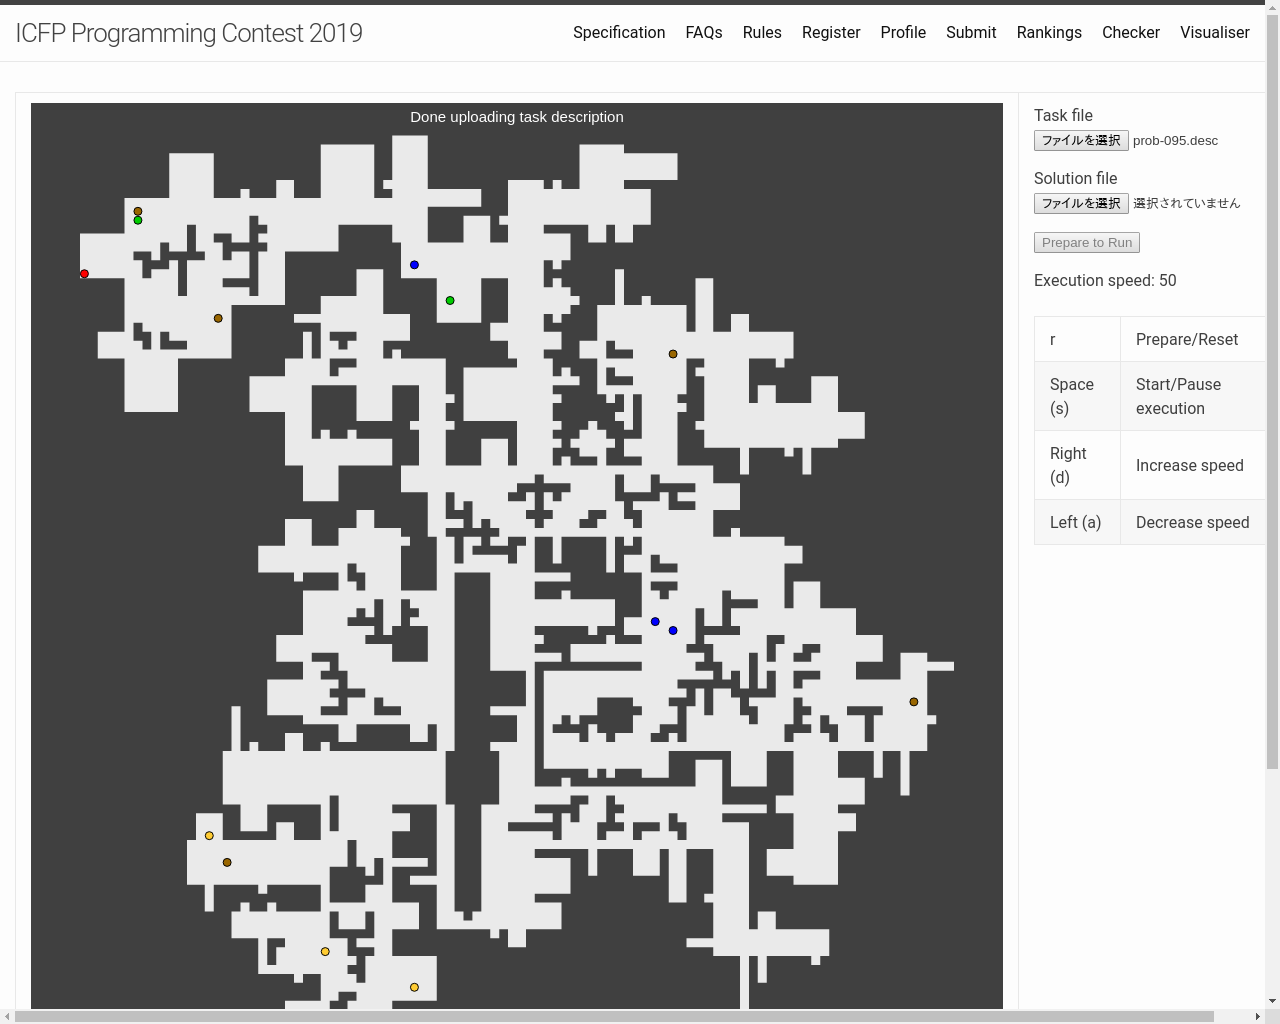 ICFP Programming Contest 2019
Specification FAQs Rules Register Profile Submit Rankings Checker Visualiser
Done uploading task description
Task file
ファイルを選択 prob-095.desc
Solution file
ファイルを選択 選択されていません
Prepare to Run
Execution speed: 50
r Prepare/Reset
Space (s) Start/Pause execution
Right (d) Increase speed
Left (a) Decrease speed